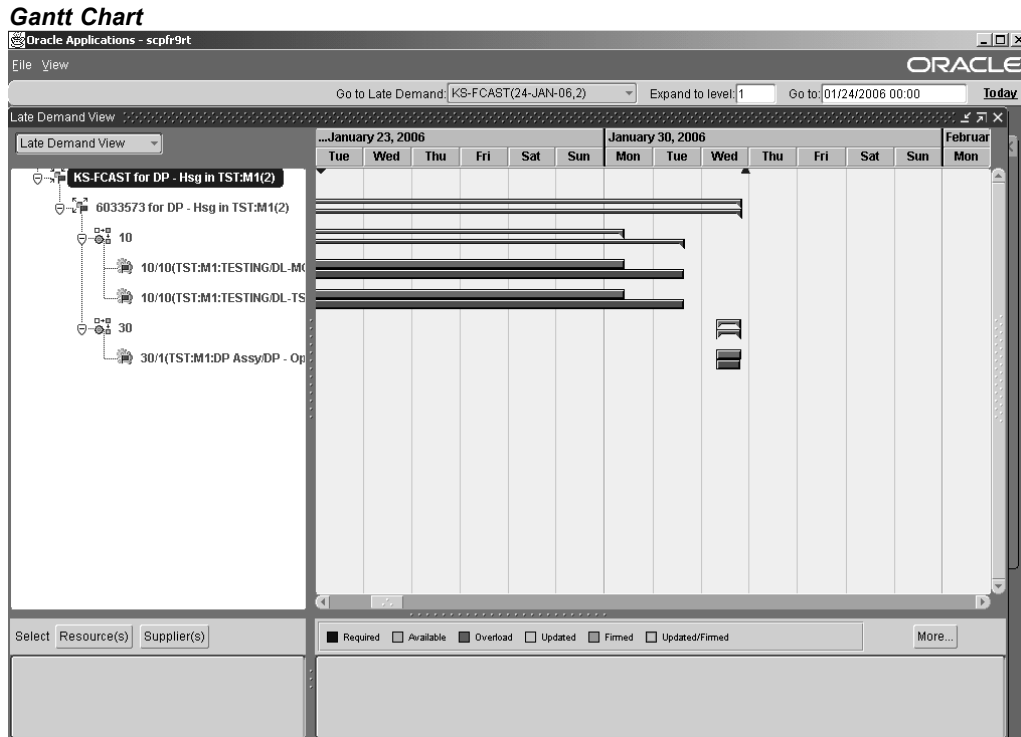 Gantt Chart
Oracle Applications - scpfr9rt
File View
ORACLE
Go to Late Demand: KS-FCAST(24-JAN-06,2) Expand to level: 1 Go to: 01/24/2006 00:00 Today
Late Demand View
Late Demand View
...January 23, 2006 January 30, 2006 Februar
Tue Wed Thu Fri Sat Sun Mon Tue Wed Thu Fri Sat Sun Mon
KS-FCAST for DP - Hsg in TST:M1(2)
6033573 for DP - Hsg in TST:M1(2)
10
10/10(TST:M1:TESTING/DL-MO
10/10(TST:M1:TESTING/DL-TS
30
30/1(TST:M1:DP Assy/DP - Op
Select Resource(s) Supplier(s)
Required Available Overload Updated Firmed Updated/Firmed More...